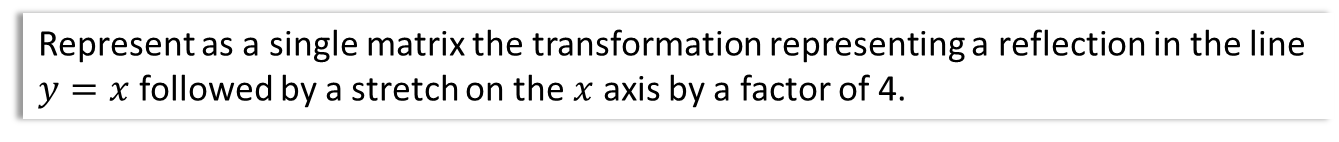 Represent as a single matrix the transformation representing a reflection in the line
y = x followed by a stretch on the x axis by a factor of 4.